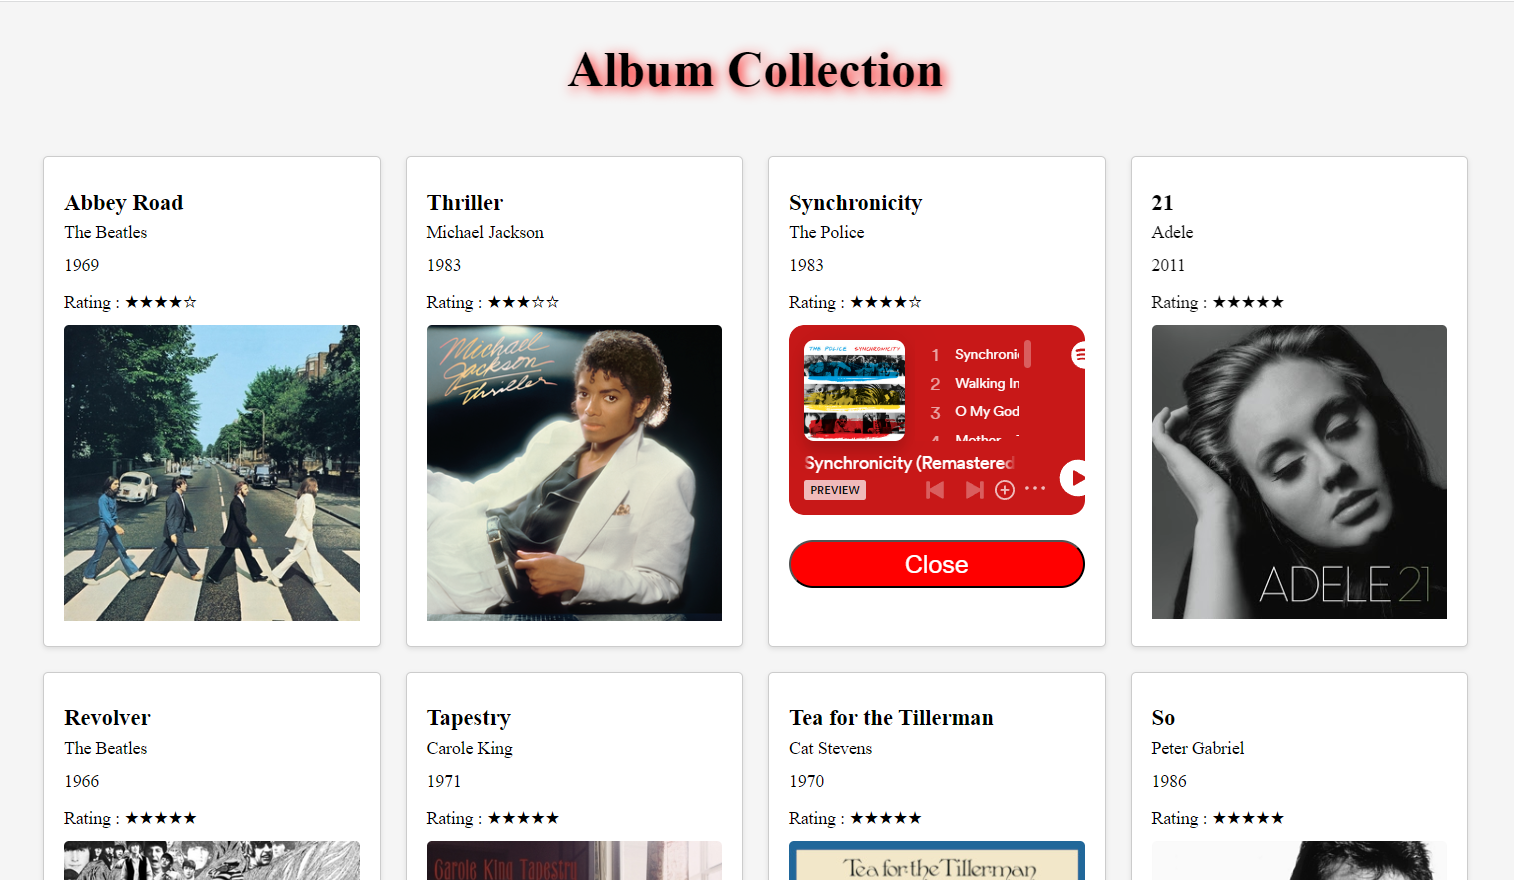 Album Collection
Abbey Road
The Beatles
1969
Rating : ★★★★☆
Thriller
Michael Jackson
1983
Rating : ★★★☆☆
Michael
Jackson
Thriller
Synchronicity
The Police
1983
Rating : ★★★★☆
THE POLICE SYNCHRONICITY
1 Synchroni
2 Walking In
3 O My God
4 Mother
Synchronicity (Remastered
PREVIEW
Close
21
Adele
2011
Rating : ★★★★★
ADELE 21
Revolver
The Beatles
1966
Rating : ★★★★★
Tapestry
Carole King
1971
Rating : ★★★★★
Carole King Tapestry
Tea for the Tillerman
Cat Stevens
1970
Rating : ★★★★★
Tea for the Tillerman
So
Peter Gabriel
1986
Rating : ★★★★★